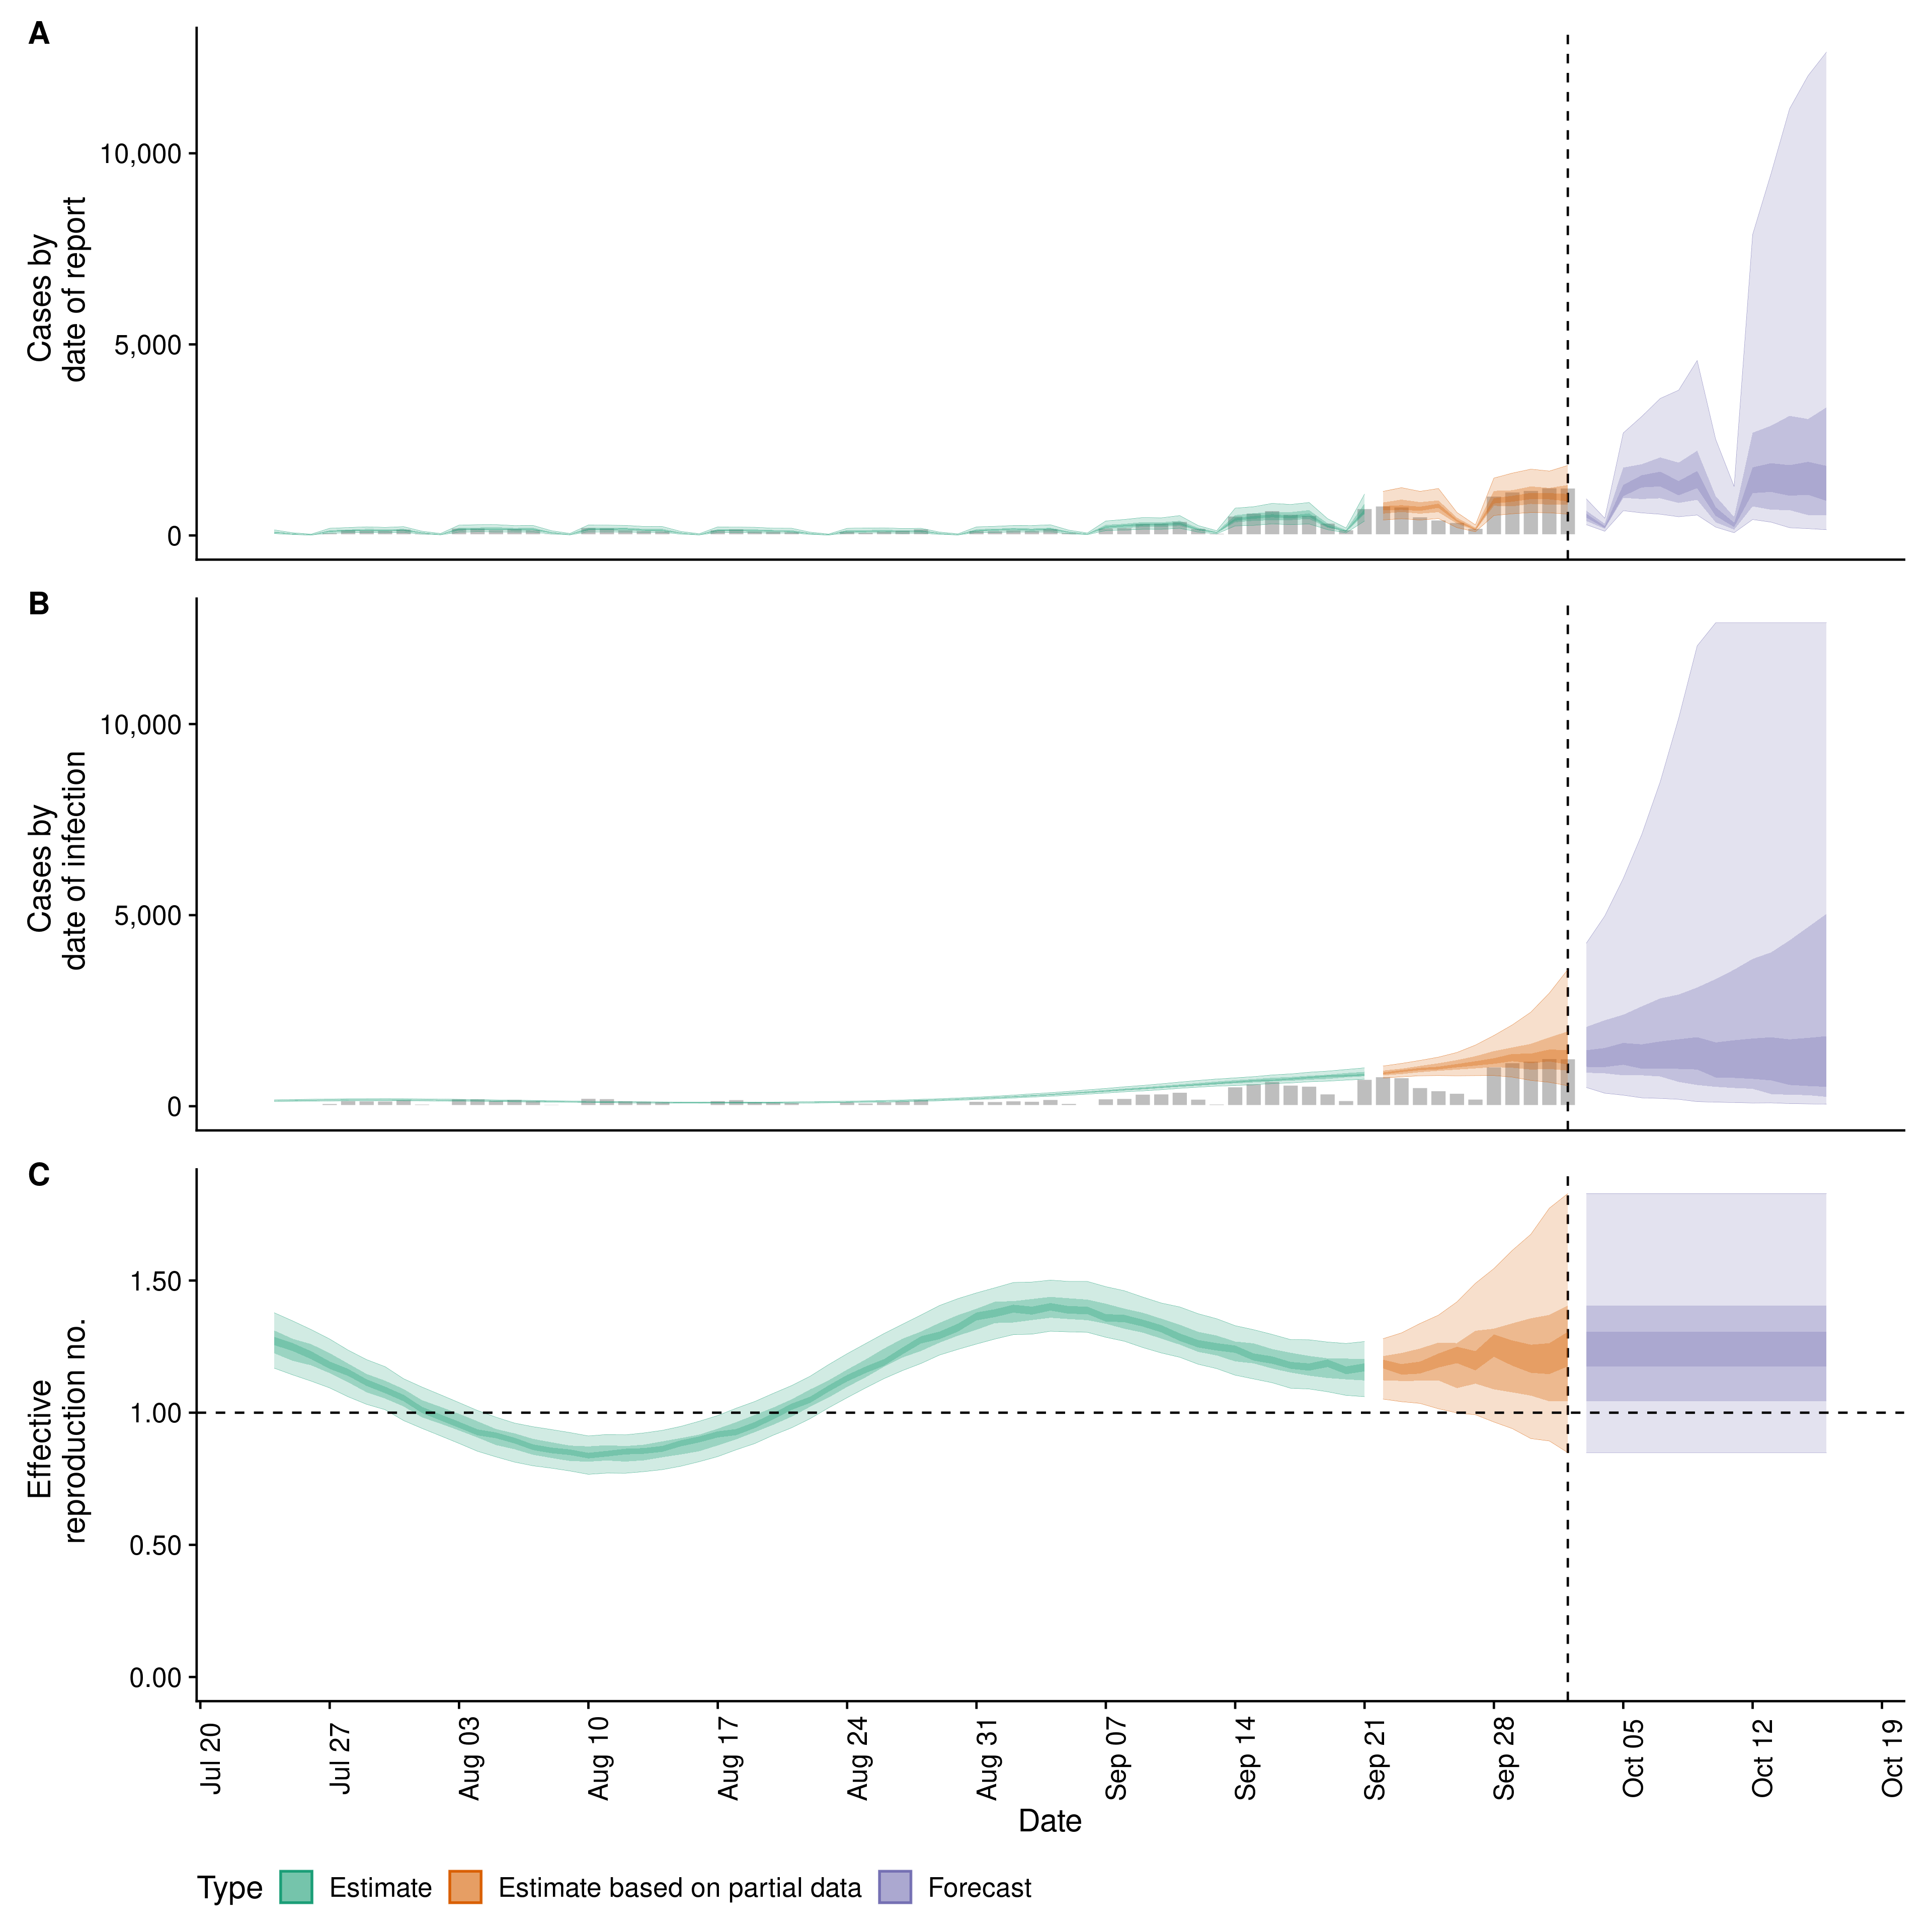 A
Cases by
date of report
10,000
5,000
0
B
Cases by
date of infection
10,000
5,000
0
C
Effective
reproduction no.
1.50
1.00
0.50
0.00
Jul 20
Jul 27
Aug 03
Aug 10
Aug 17
Aug 24
Aug 31
Sep 07
Sep 14
Sep 21
Sep 28
Oct 05
Oct 12
Oct 19
Date
Type Estimate Estimate based on partial data Forecast